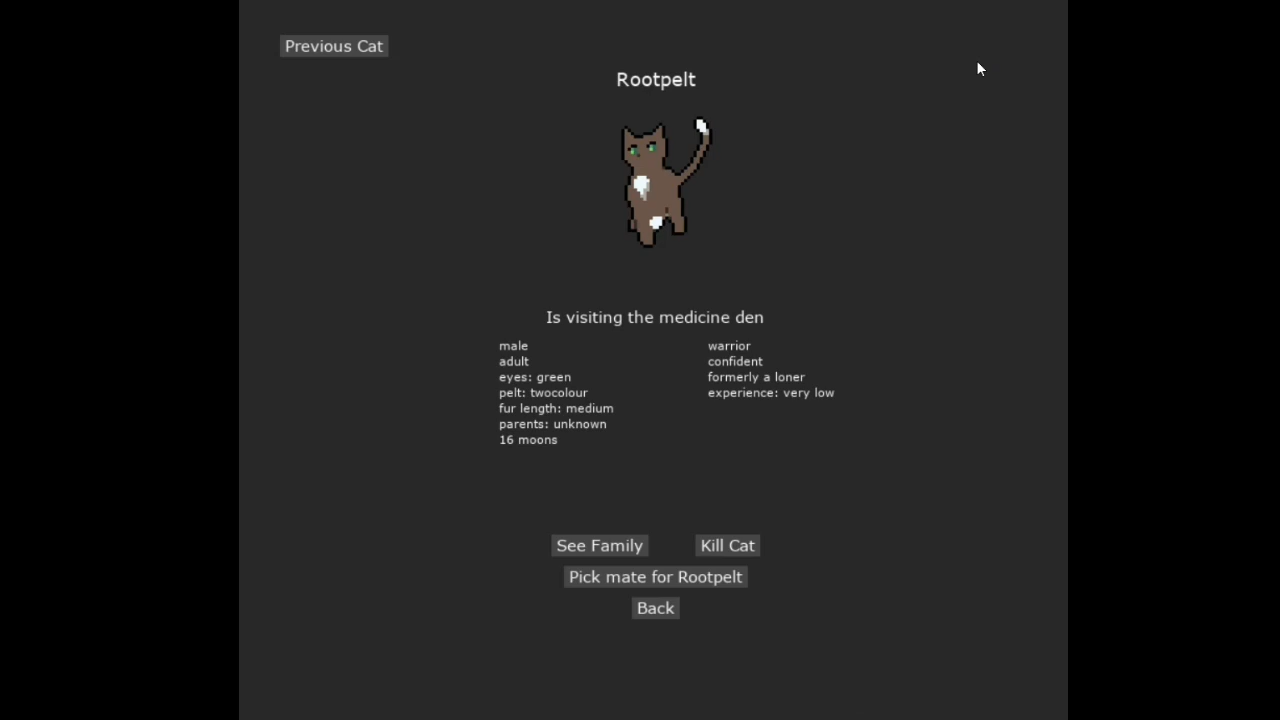 Previous Cat
Rootpelt
Is visiting the medicine den
male
adult
eyes: green
pelt: twocolour
fur length: medium
parents: unknown
16 moons
warrior
confident
formerly a loner
experience: very low
See Family
Kill Cat
Pick mate for Rootpelt
Back